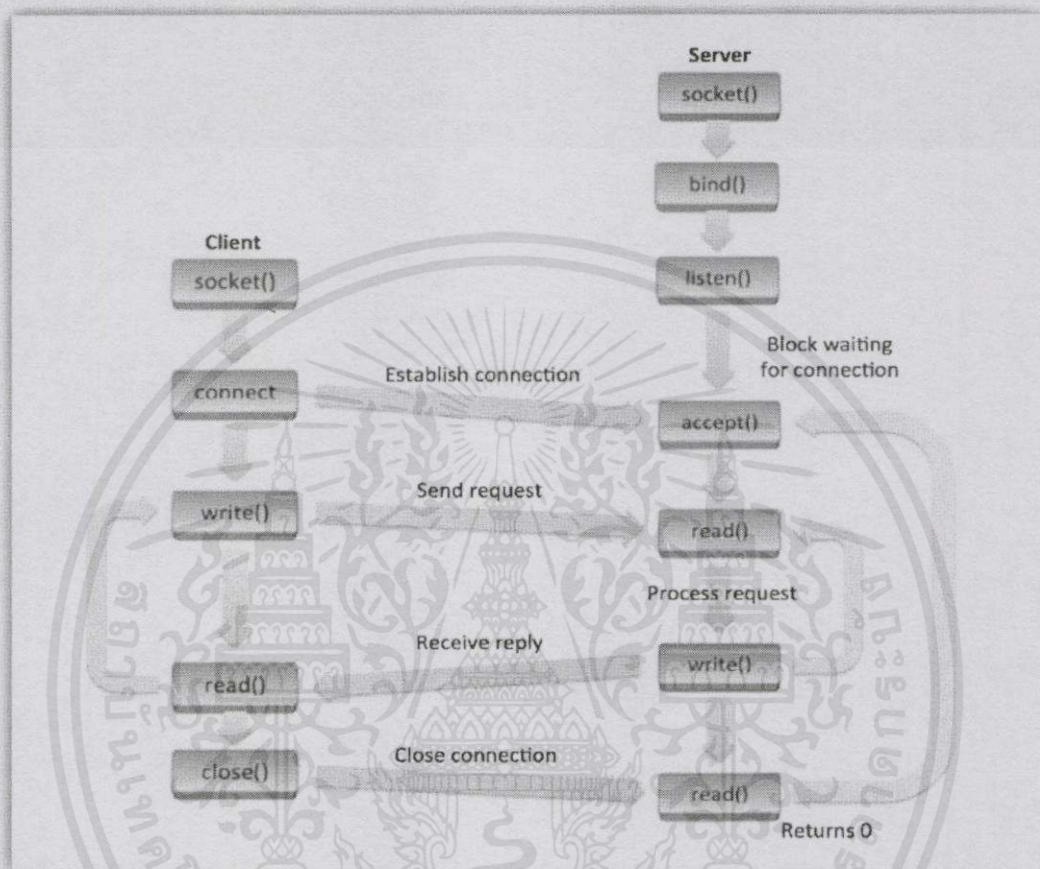 Server
socket()
bind()
Client
socket()
listen()
Block waiting
for connection
Establish connection
connect
accept()
Send request
write()
read()
Process request
Receive reply
write()
read()
Close connection
close()
read()
Returns 0